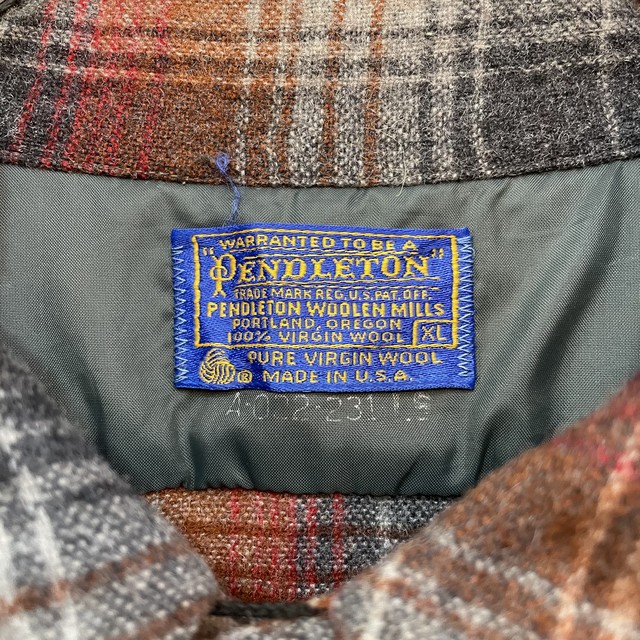 "WARRANTED TO BE A
PENDLETON"
TRADE MARK REG. U.S. PAT. OFF.
PENDLETON WOOLEN MILLS
PORTLAND, OREGON
100% VIRGIN WOOL XL
PURE VIRGIN WOOL
® MADE IN U.S.A.